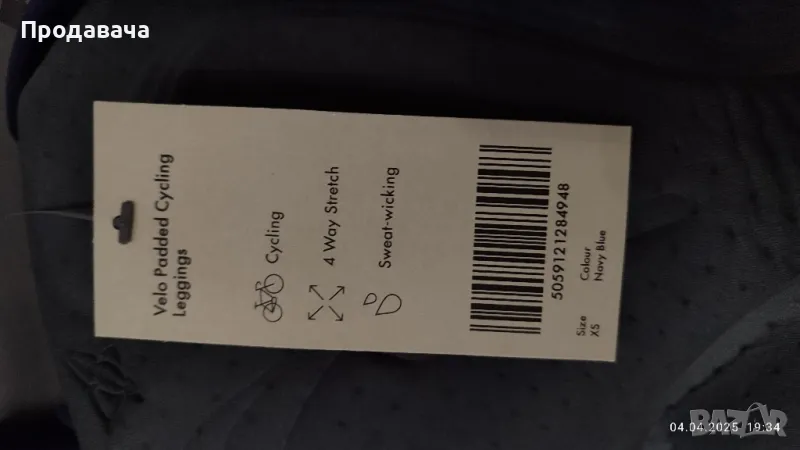 Продавача
Velo Padded Cycling
Leggings
Cycling
4 Way Stretch
Sweat-wicking
5059121284948
Size
XS
Colour
Navy Blue
BAZAR
04.04.2025 19:34